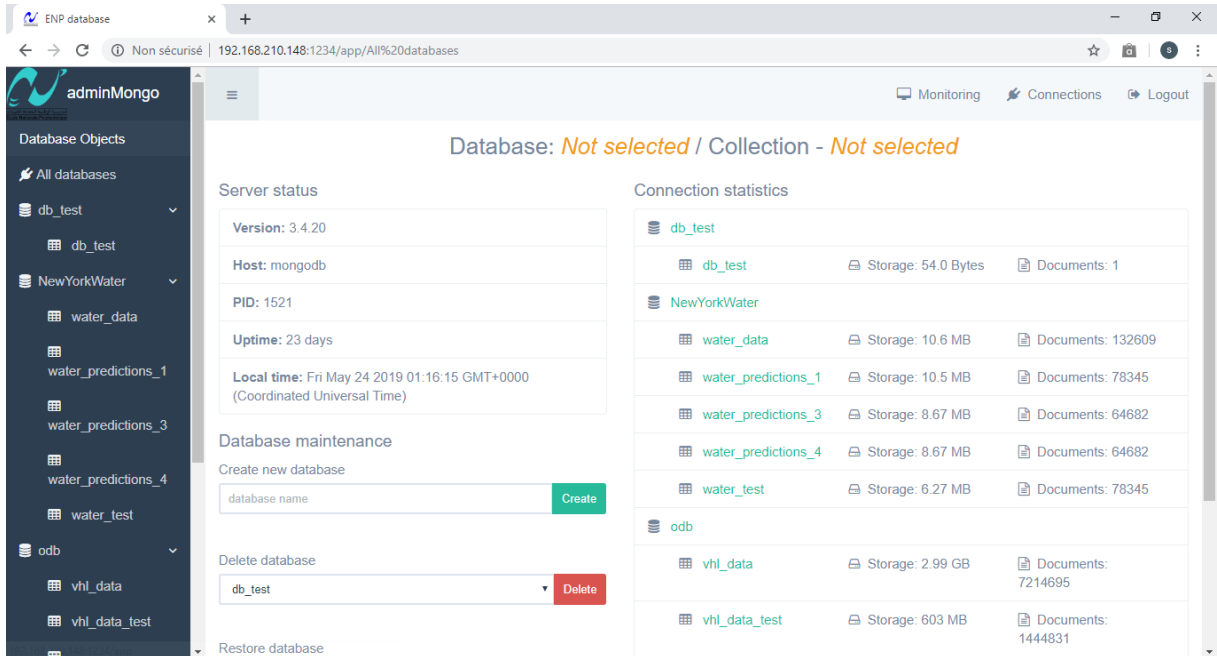 ENP database
Non sécurisé | 192.168.210.148:1234/app/All%20databases
s
adminMongo
Monitoring
Connections
Logout
Database Objects
All databases
db_test
db_test
NewYorkWater
water_data
water_predictions_1
water_predictions_3
water_predictions_4
water_test
odb
vhl_data
vhl_data_test
Database: Not selected / Collection - Not selected
Server status
Version: 3.4.20
Host: mongodb
PID: 1521
Uptime: 23 days
Local time: Fri May 24 2019 01:16:15 GMT+0000
(Coordinated Universal Time)
Database maintenance
Create new database
database name
Create
Delete database
db_test
Delete
Restore database
Connection statistics
db_test
db_test Storage: 54.0 Bytes Documents: 1
NewYorkWater
water_data Storage: 10.6 MB Documents: 132609
water_predictions_1 Storage: 10.5 MB Documents: 78345
water_predictions_3 Storage: 8.67 MB Documents: 64682
water_predictions_4 Storage: 8.67 MB Documents: 64682
water_test Storage: 6.27 MB Documents: 78345
odb
vhl_data Storage: 2.99 GB Documents:
7214695
vhl_data_test Storage: 603 MB Documents:
1444831